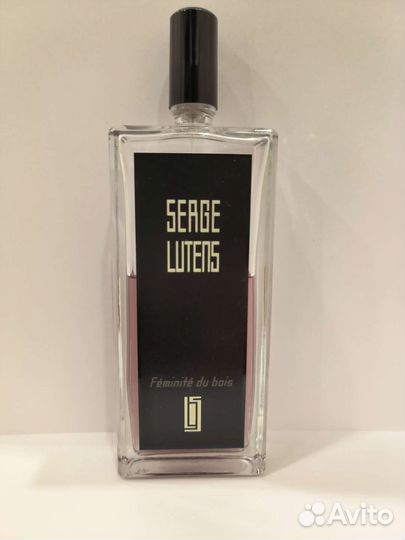 SERGE
LUTENS
Féminité du bois
Avito